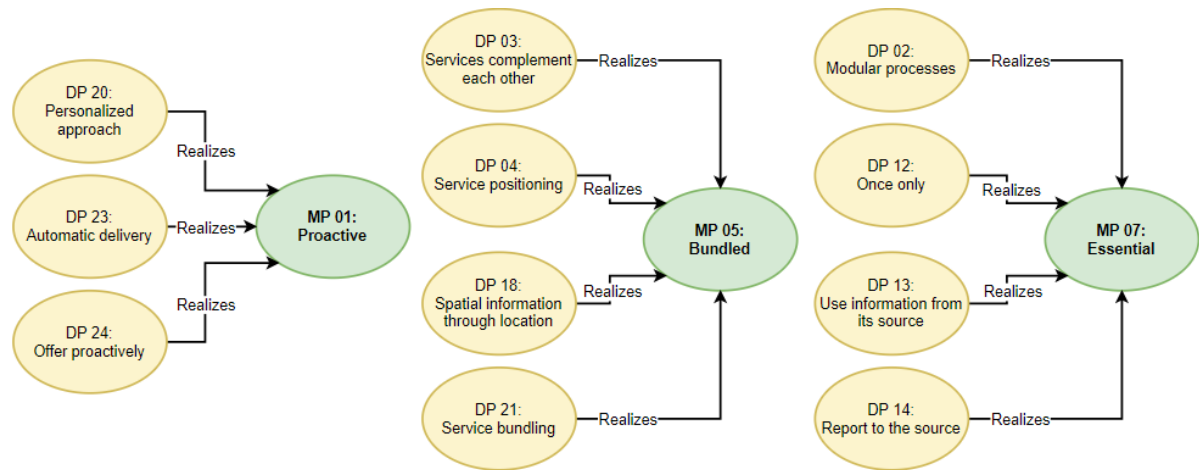 DP 20:
Personalized
approach
Realizes
DP 23:
Automatic delivery
Realizes
DP 24:
Offer proactively
Realizes
MP 01:
Proactive
DP 03:
Services complement
each other
Realizes
DP 04:
Service positioning
Realizes
DP 18:
Spatial information
through location
Realizes
DP 21:
Service bundling
Realizes
MP 05:
Bundled
DP 02:
Modular processes
Realizes
DP 12:
Once only
Realizes
DP 13:
Use information from
its source
Realizes
DP 14:
Report to the source
Realizes
MP 07:
Essential